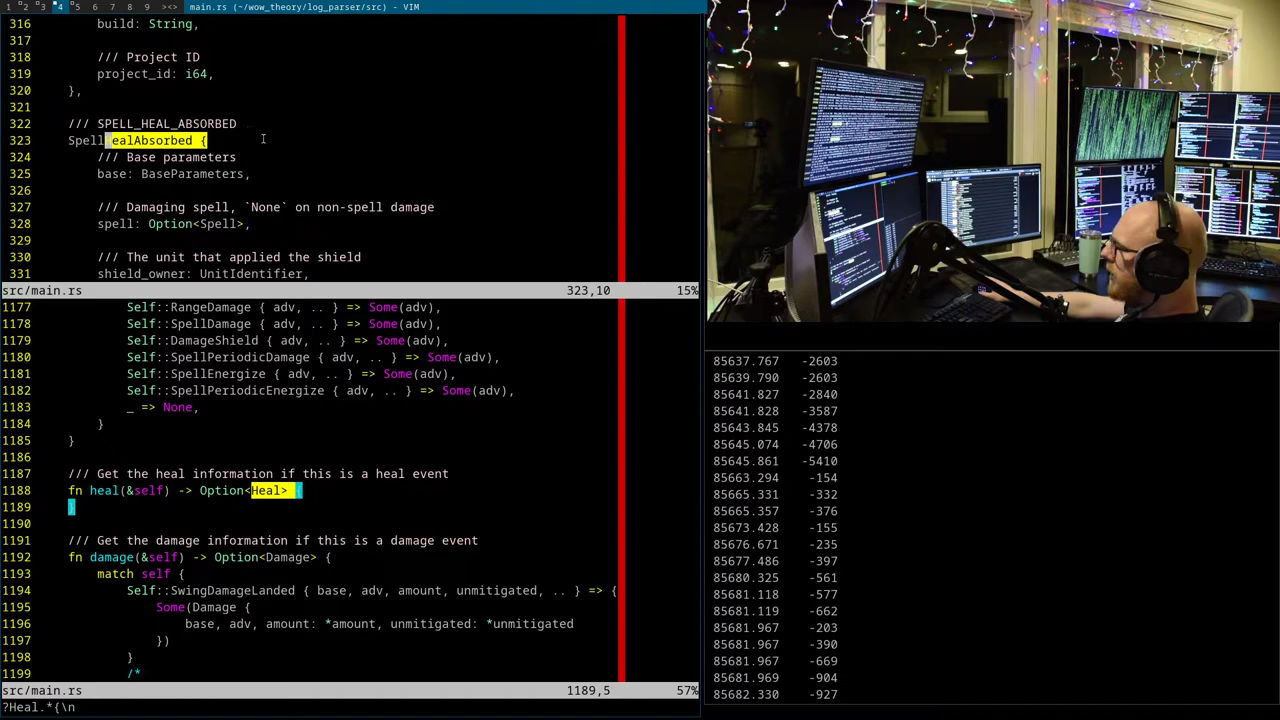 1 2 3 4 5 6 7 8 9 ><> main.rs (~/wow_theory/log_parser/src) - VIM
316 build: String,
317
318 /// Project ID
319 project_id: i64,
320 },
321
322 /// SPELL_HEAL_ABSORBED
323 SpellHealAbsorbed {
324 /// Base parameters
325 base: BaseParameters,
326
327 /// Damaging spell, `None` on non-spell damage
328 spell: Option<Spell>,
329
330 /// The unit that applied the shield
331 shield_owner: UnitIdentifier,
src/main.rs 323,10 15%
1177 Self::RangeDamage { adv, .. } => Some(adv),
1178 Self::SpellDamage { adv, .. } => Some(adv),
1179 Self::DamageShield { adv, .. } => Some(adv),
1180 Self::SpellPeriodicDamage { adv, .. } => Some(adv),
1181 Self::SpellEnergize { adv, .. } => Some(adv),
1182 Self::SpellPeriodicEnergize { adv, .. } => Some(adv),
1183 _ => None,
1184 }
1185 }
1186
1187 /// Get the heal information if this is a heal event
1188 fn heal(&self) -> Option<Heal> {
1189 }
1190
1191 /// Get the damage information if this is a damage event
1192 fn damage(&self) -> Option<Damage> {
1193 match self {
1194 Self::SwingDamageLanded { base, adv, amount, unmitigated, .. } => {
1195 Some(Damage {
1196 base, adv, amount: *amount, unmitigated: *unmitigated
1197 })
1198 }
1199 /*
src/main.rs 1189,5 57%
?Heal.*{\n
85637.767 -2603
85639.790 -2603
85641.827 -2840
85641.828 -3587
85643.845 -4378
85645.074 -4706
85645.861 -5410
85663.294 -154
85665.331 -332
85665.357 -376
85673.428 -155
85676.671 -235
85677.486 -397
85680.325 -561
85681.118 -577
85681.119 -662
85681.967 -203
85681.967 -390
85681.967 -669
85681.969 -904
85682.330 -927